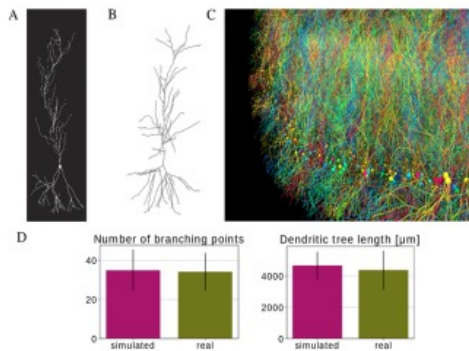 A
B
C
D
Number of branching points
Dendritic tree length [µm]
40
20
0
4000
2000
0
simulated
real
simulated
real